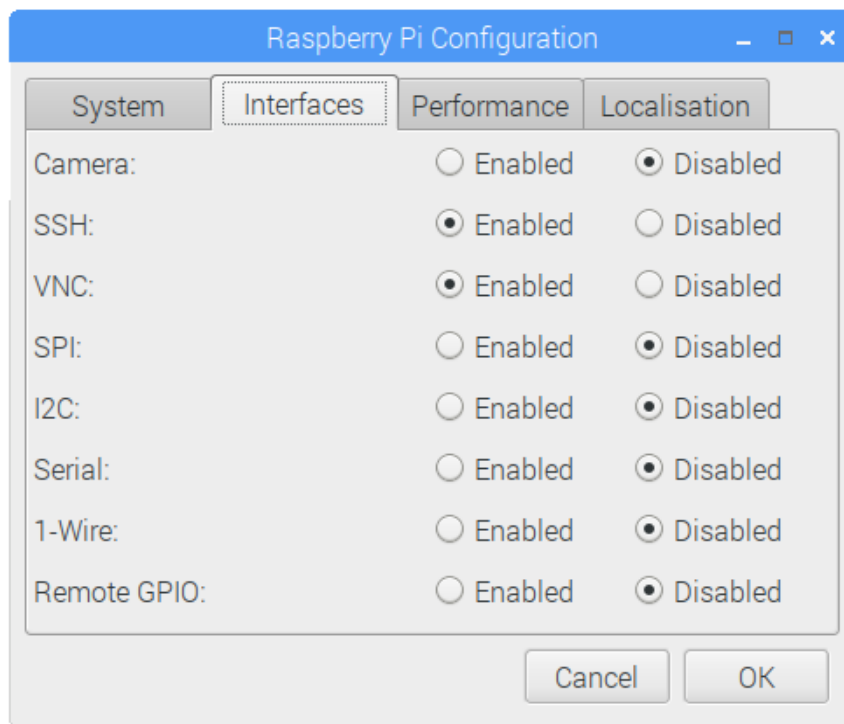 Raspberry Pi Configuration
System Interfaces Performance Localisation
Camera: Enabled Disabled
SSH: Enabled Disabled
VNC: Enabled Disabled
SPI: Enabled Disabled
I2C: Enabled Disabled
Serial: Enabled Disabled
1-Wire: Enabled Disabled
Remote GPIO: Enabled Disabled
Cancel OK